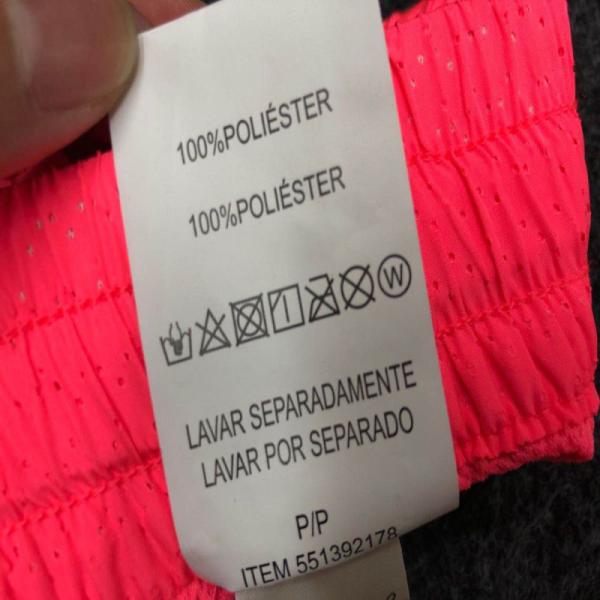 100%POLIÉSTER
100%POLIÉSTER
W
LAVAR SEPARADAMENTE
LAVAR POR SEPARADO
P/P
ITEM 551392178